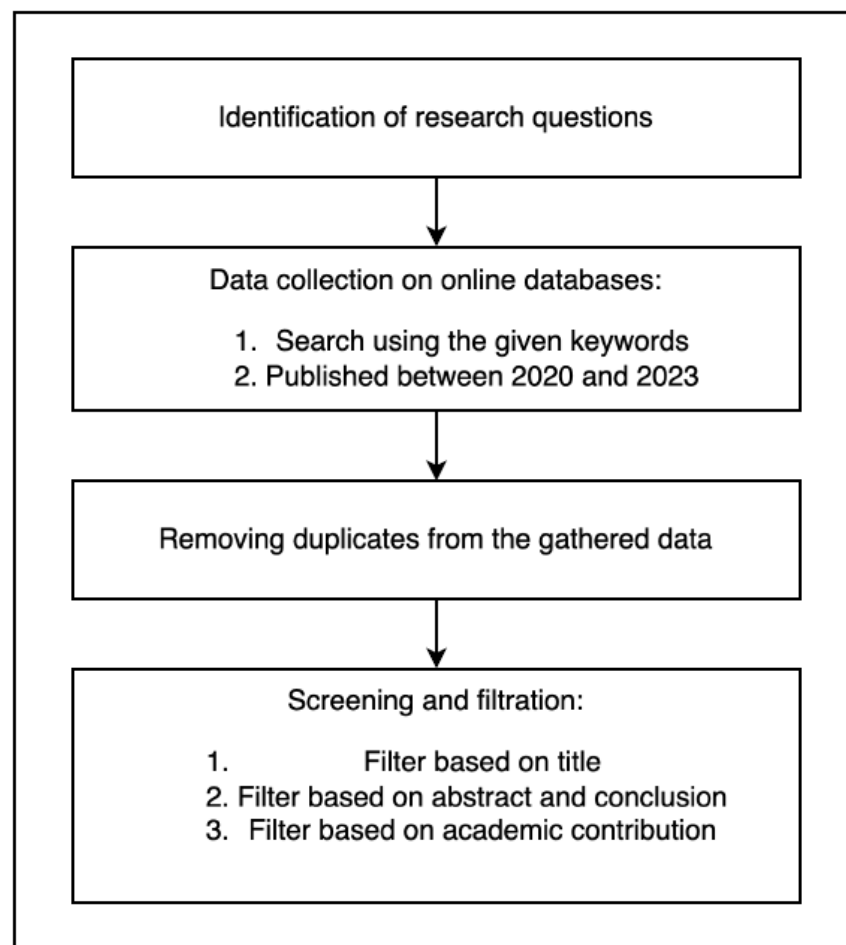 Identification of research questions
Data collection on online databases:
1. Search using the given keywords
2. Published between 2020 and 2023
Removing duplicates from the gathered data
Screening and filtration:
1. Filter based on title
2. Filter based on abstract and conclusion
3. Filter based on academic contribution